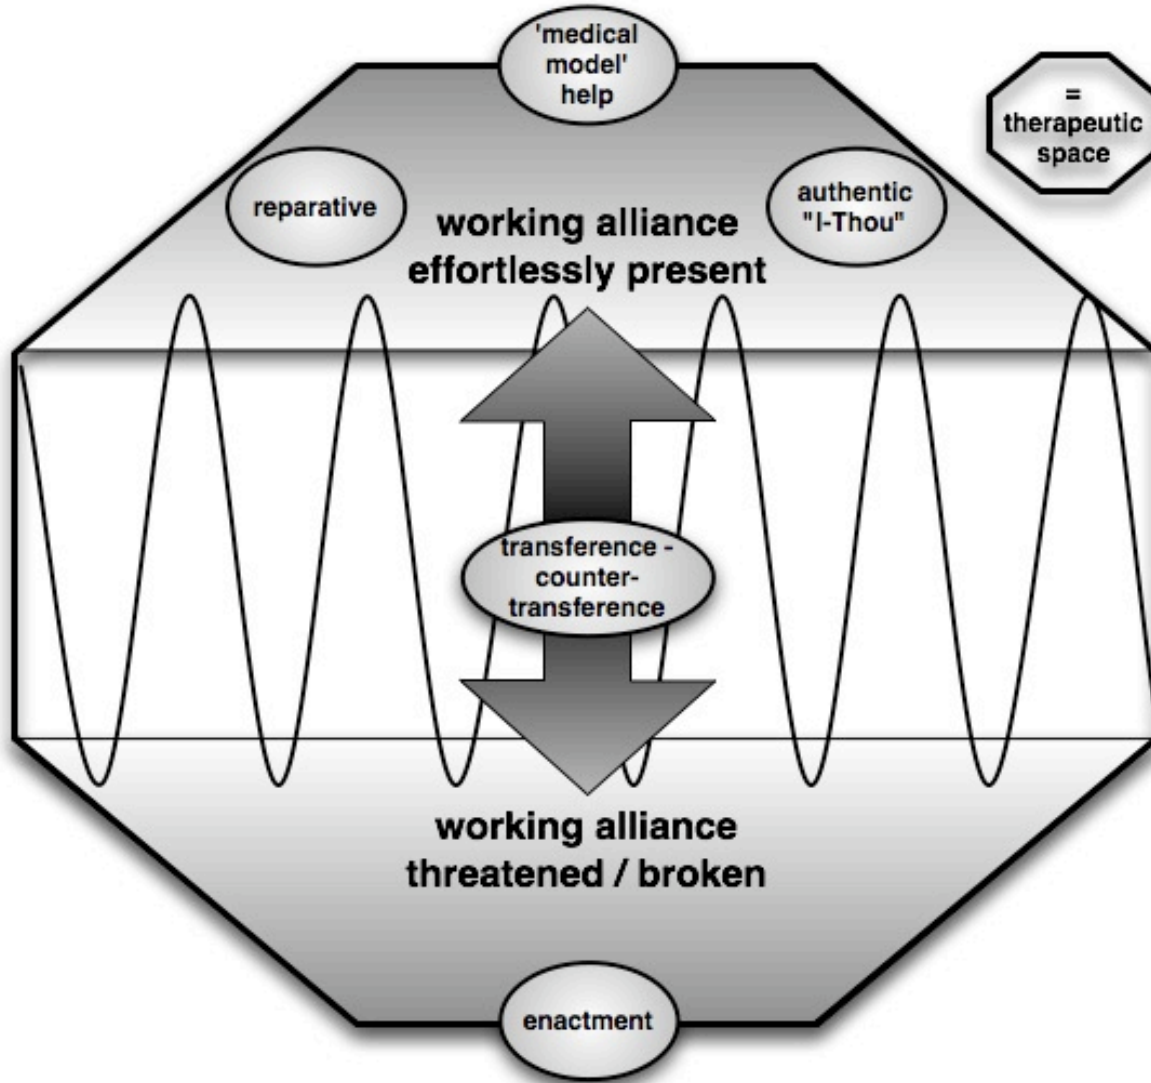 'medical
model'
help
=
therapeutic
space
reparative
authentic
"I-Thou"
working alliance
effortlessly present
transference -
counter-
transference
working alliance
threatened / broken
enactment